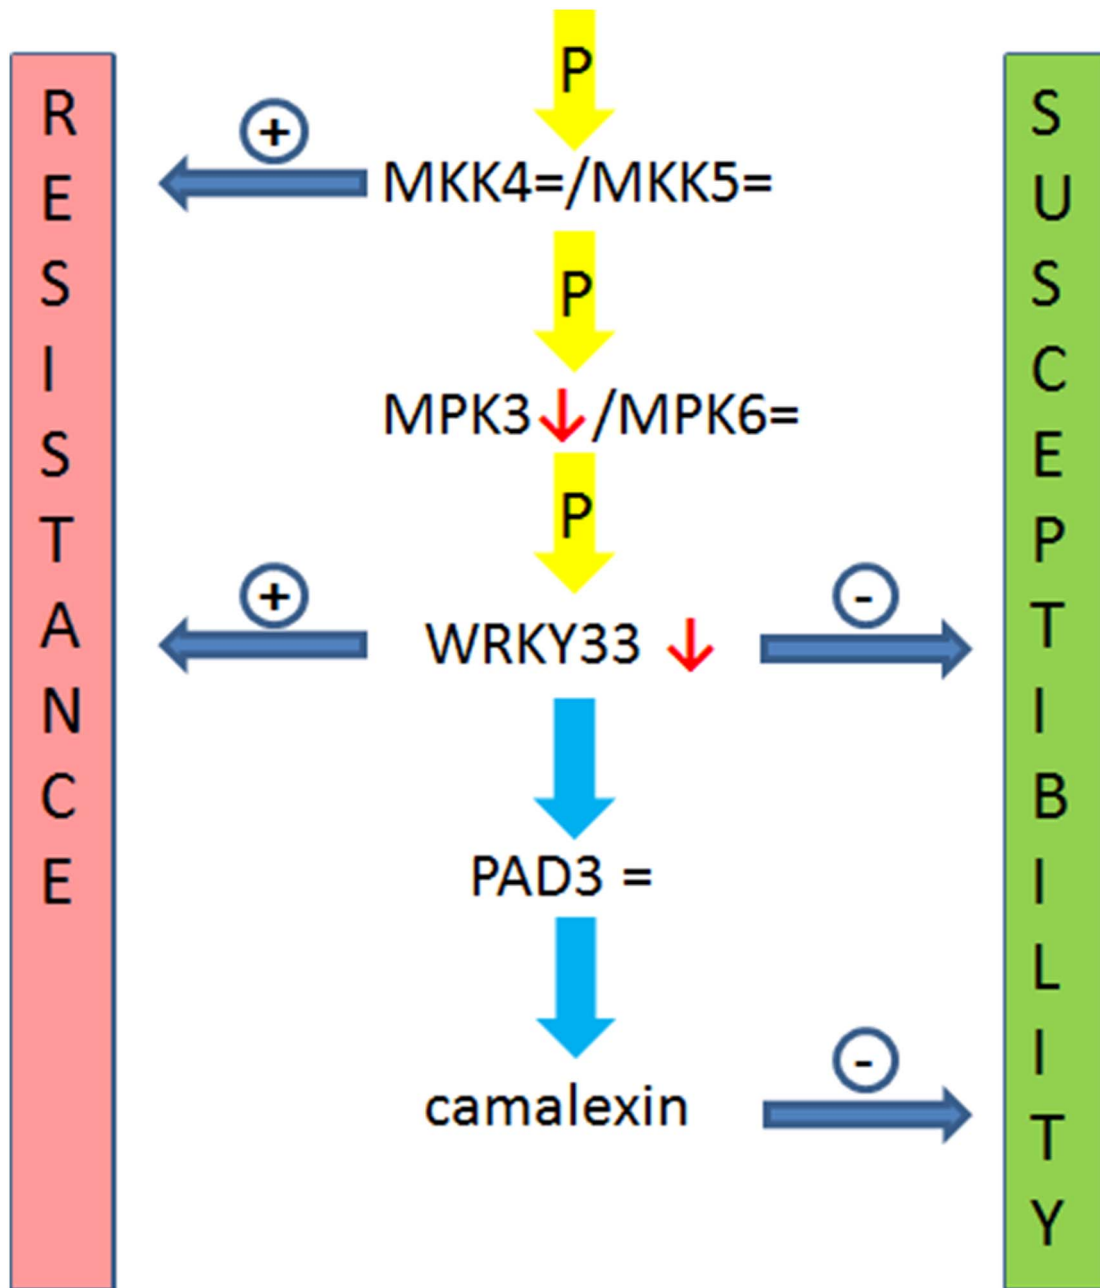 RESISTANCE
P
+
MKK4=/MKK5=
P
MPK3↓/MPK6=
P
+
-
WRKY33 ↓
PAD3 =
-
camalexin
SUSCEPTIBILITY